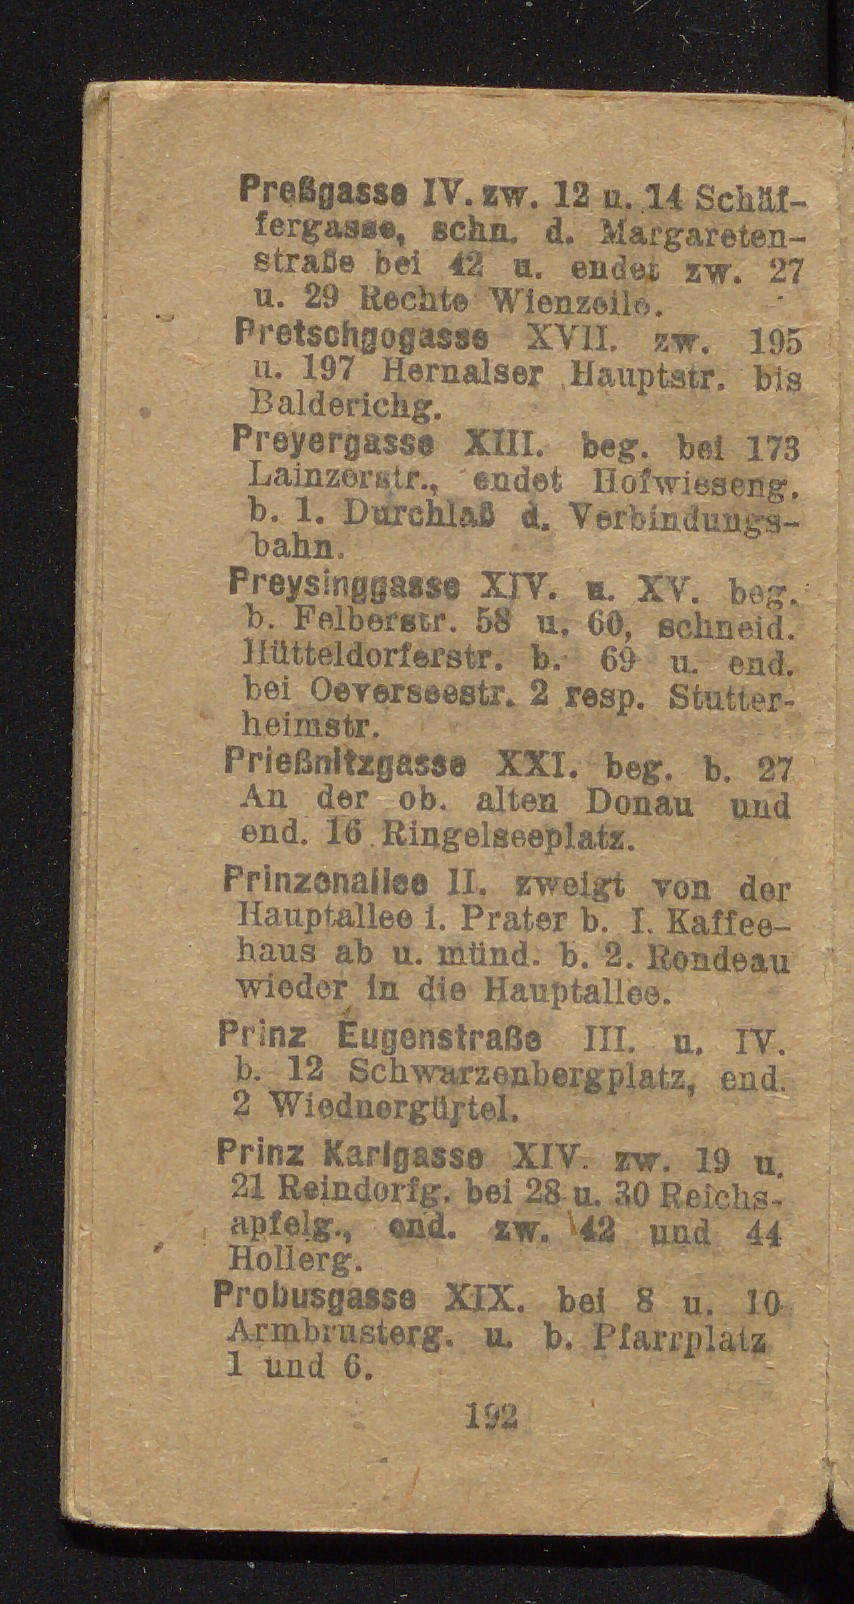 Preßgasse IV. zw. 12 u. 14 Schäf-
fergasse, schn. d. Margareten-
straße bei 42 u. endet zw. 27
u. 29 Rechte Wienzeile.
Pretschgogasse XVII. zw. 195
u. 197 Hernalser Hauptstr. bis
Balderichg.
Preyergasse XIII. beg. bei 173
Lainzerstr., endet Hofwieseng.
b. 1. Durchlaß d. Verbindungs-
bahn.
Preysinggasse XIV. u. XV. beg.
b. Felberstr. 58 u. 60, schneid.
Hütteldorferstr. b. 69 u. end.
bei Oeverseestr. 2 resp. Stutter-
heimstr.
Prießnitzgasse XXI. beg. b. 27
An der ob. alten Donau und
end. 16 Ringelseeplatz.
Prinzenallee II. zweigt von der
Hauptallee i. Prater b. I. Kaffee-
haus ab u. münd. b. 2. Rondeau
wieder in die Hauptallee.
Prinz Eugenstraße III. u. IV.
b. 12 Schwarzenbergplatz, end.
2 Wiednergürtel.
Prinz Karlgasse XIV. zw. 19 u.
21 Reindorfg. bei 28 u. 30 Reichs-
apfelg., end. zw. 42 und 44
Hollerg.
Probusgasse XIX. bei 8 u. 10
Armbrusterg. u. b. Pfarrplatz
1 und 6.
192